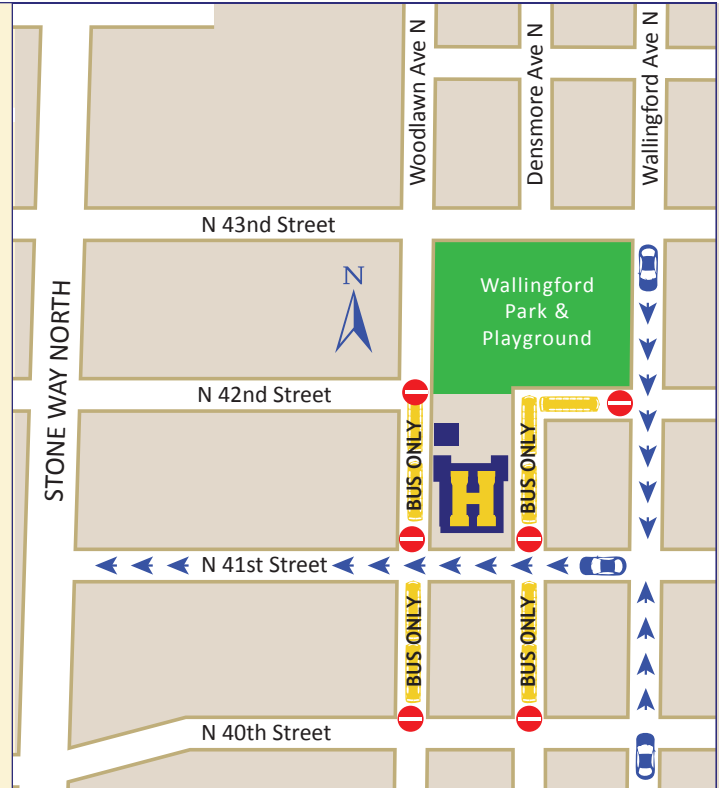 Woodlawn Ave N
Densmore Ave N
Wallingford Ave N
N 43nd Street
N
Wallingford
Park &
Playground
STONE WAY NORTH
N 42nd Street
BUS ONLY
BUS ONLY
H
N 41st Street
BUS ONLY
BUS ONLY
N 40th Street